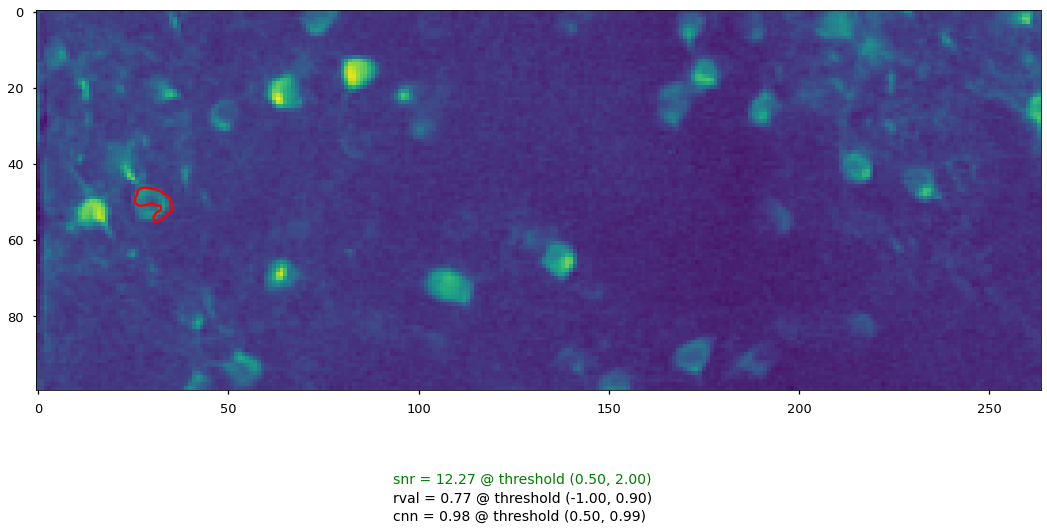 0
20
40
60
80
0 50 100 150 200 250
snr = 12.27 @ threshold (0.50, 2.00)
rval = 0.77 @ threshold (-1.00, 0.90)
cnn = 0.98 @ threshold (0.50, 0.99)